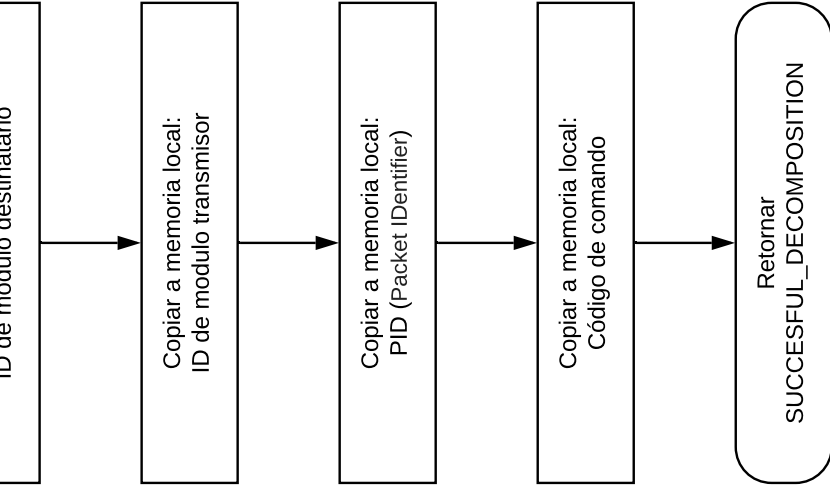 ID de modulo destinatario
Copiar a memoria local:
ID de modulo transmisor
Copiar a memoria local:
PID (Packet IDentifier)
Copiar a memoria local:
Código de comando
Retornar
SUCCESFUL_DECOMPOSITION